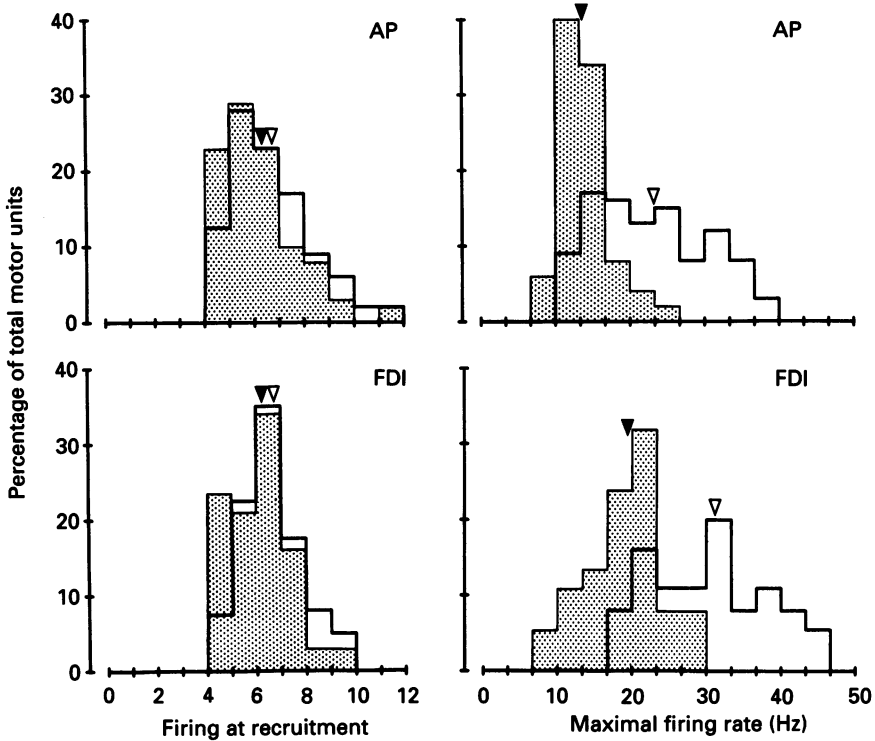 Percentage of total motor units
40
30
20
10
0
AP
AP
40
30
20
10
0
FDI
FDI
0 2 4 6 8 10 12
Firing at recruitment
0 10 20 30 40 50
Maximal firing rate (Hz)